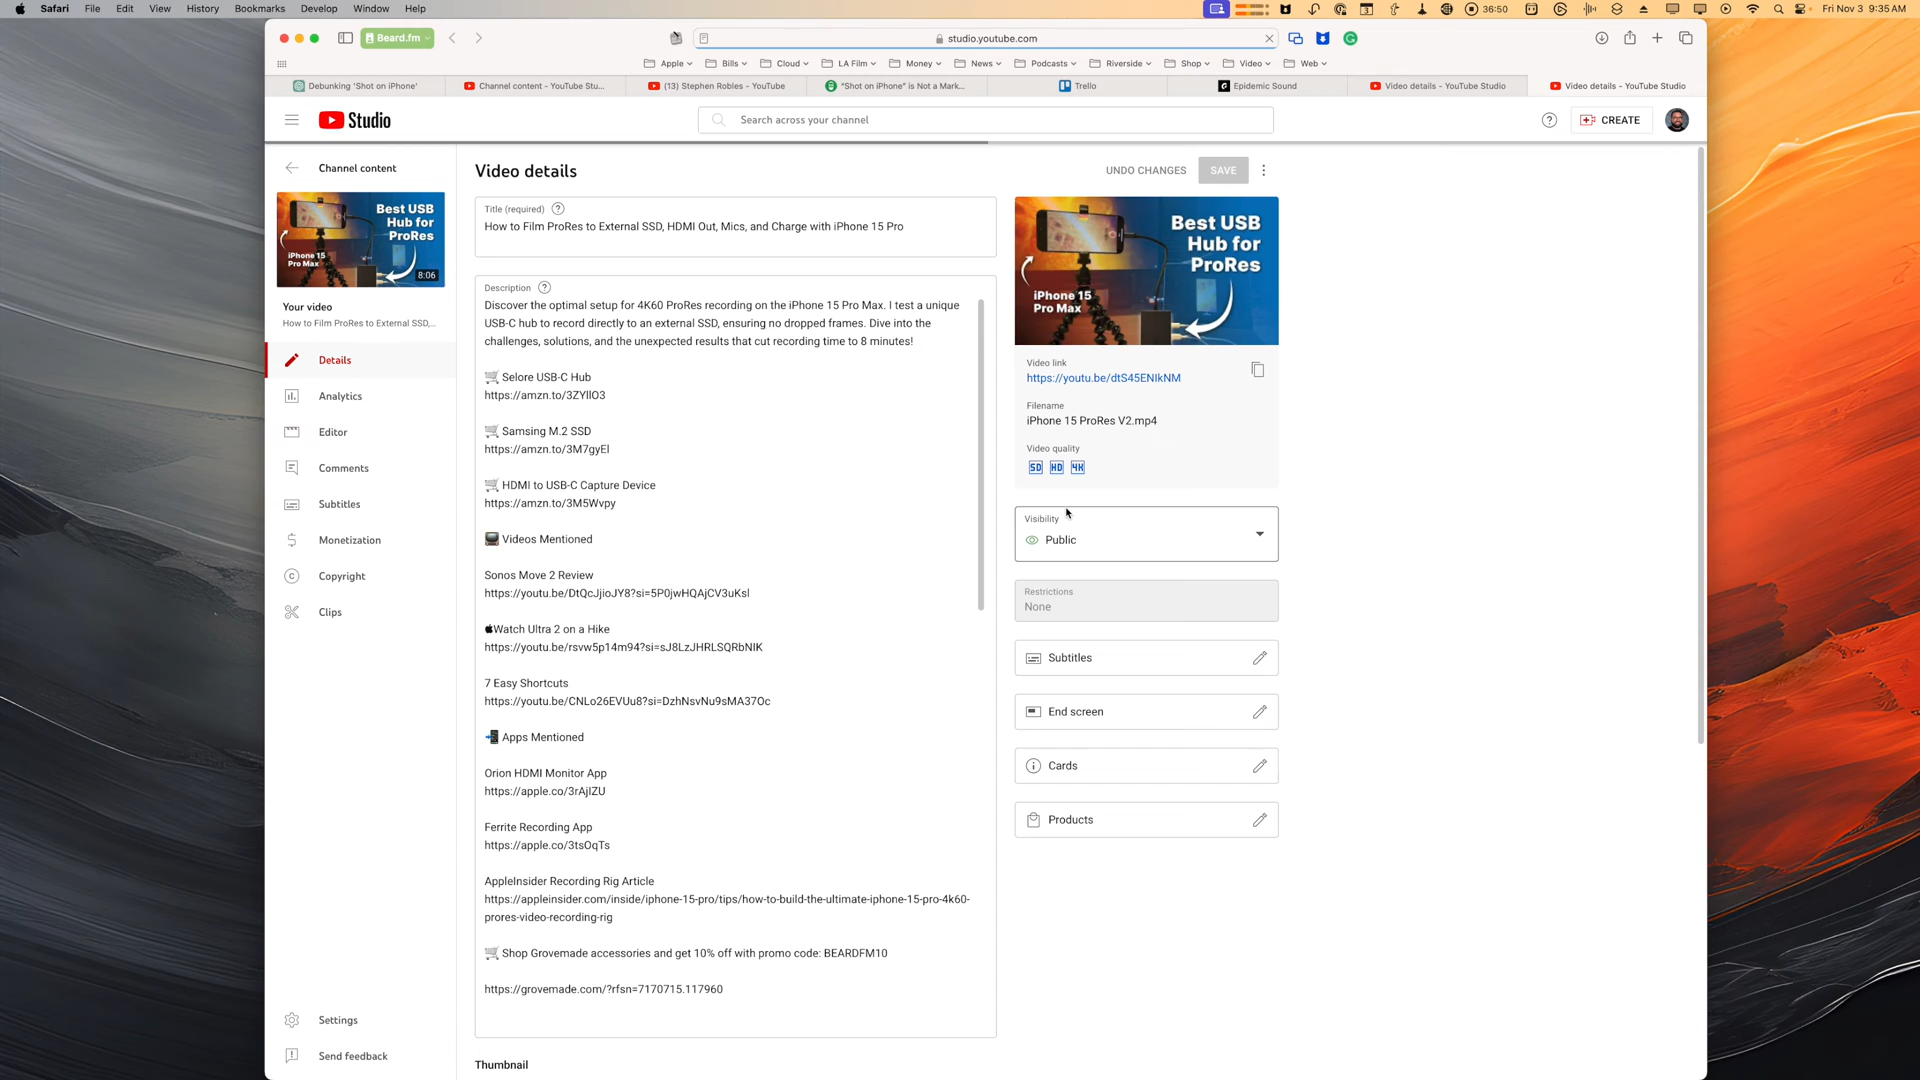 Safari File Edit View History Bookmarks Develop Window Help
36:50
Fri Nov 3 9:35 AM
Beard.fm
studio.youtube.com
Apple Bills Cloud LA Film Money News Podcasts Riverside Shop Video Web
Debunking 'Shot on iPhone'
Channel content - YouTube Stu...
(13) Stephen Robles - YouTube
“Shot on iPhone” is Not a Mark...
Trello
Epidemic Sound
Video details - YouTube Studio
Video details - YouTube Studio
Studio
Search across your channel
CREATE
Channel content
Best USB
Hub for
ProRes
iPhone 15
Pro Max
8:06
Your video
How to Film ProRes to External SSD,...
Details
Analytics
Editor
Comments
Subtitles
Monetization
Copyright
Clips
Settings
Send feedback
Video details
UNDO CHANGES
SAVE
Title (required)
How to Film ProRes to External SSD, HDMI Out, Mics, and Charge with iPhone 15 Pro
Description
Discover the optimal setup for 4K60 ProRes recording on the iPhone 15 Pro Max. I test a unique
USB-C hub to record directly to an external SSD, ensuring no dropped frames. Dive into the
challenges, solutions, and the unexpected results that cut recording time to 8 minutes!
🛒 Selore USB-C Hub
https://amzn.to/3ZYllO3
🛒 Samsing M.2 SSD
https://amzn.to/3M7gyEl
🛒 HDMI to USB-C Capture Device
https://amzn.to/3M5Wvpy
📺 Videos Mentioned
Sonos Move 2 Review
https://youtu.be/DtQcJjioJY8?si=5P0jwHQAjCV3uKsl
Watch Ultra 2 on a Hike
https://youtu.be/rsvw5p14m94?si=sJ8LzJHRLSQRbNIK
7 Easy Shortcuts
https://youtu.be/CNLo26EVUu8?si=DzhNsvNu9sMA37Oc
📲 Apps Mentioned
Orion HDMI Monitor App
https://apple.co/3rAjIZU
Ferrite Recording App
https://apple.co/3tsOqTs
AppleInsider Recording Rig Article
https://appleinsider.com/inside/iphone-15-pro/tips/how-to-build-the-ultimate-iphone-15-pro-4k60-
prores-video-recording-rig
🛒 Shop Grovemade accessories and get 10% off with promo code: BEARDFM10
https://grovemade.com/?rfsn=7170715.117960
Thumbnail
Best USB
Hub for
ProRes
iPhone 15
Pro Max
Video link
https://youtu.be/dtS45ENIkNM
Filename
iPhone 15 ProRes V2.mp4
Video quality
SD HD 4K
Visibility
Public
Restrictions
None
Subtitles
End screen
Cards
Products